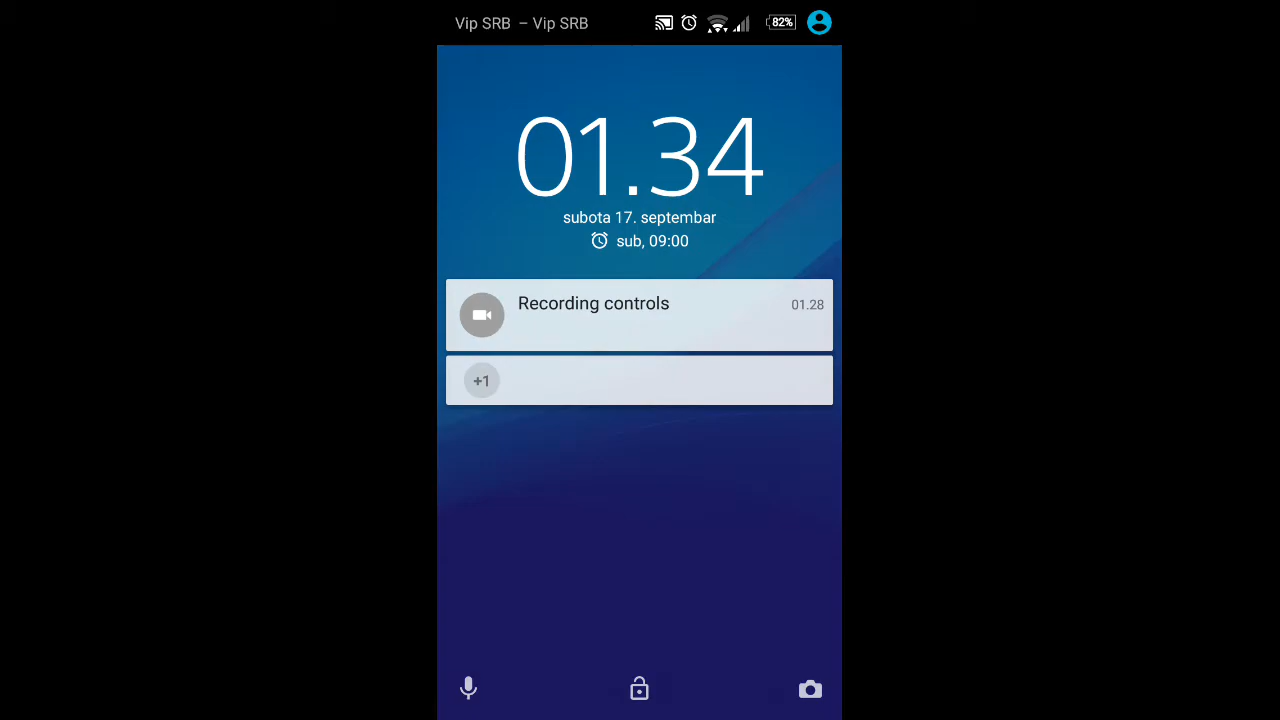 Vip SRB – Vip SRB
82%
01.34
subota 17. septembar
sub, 09:00
Recording controls
01.28
+1